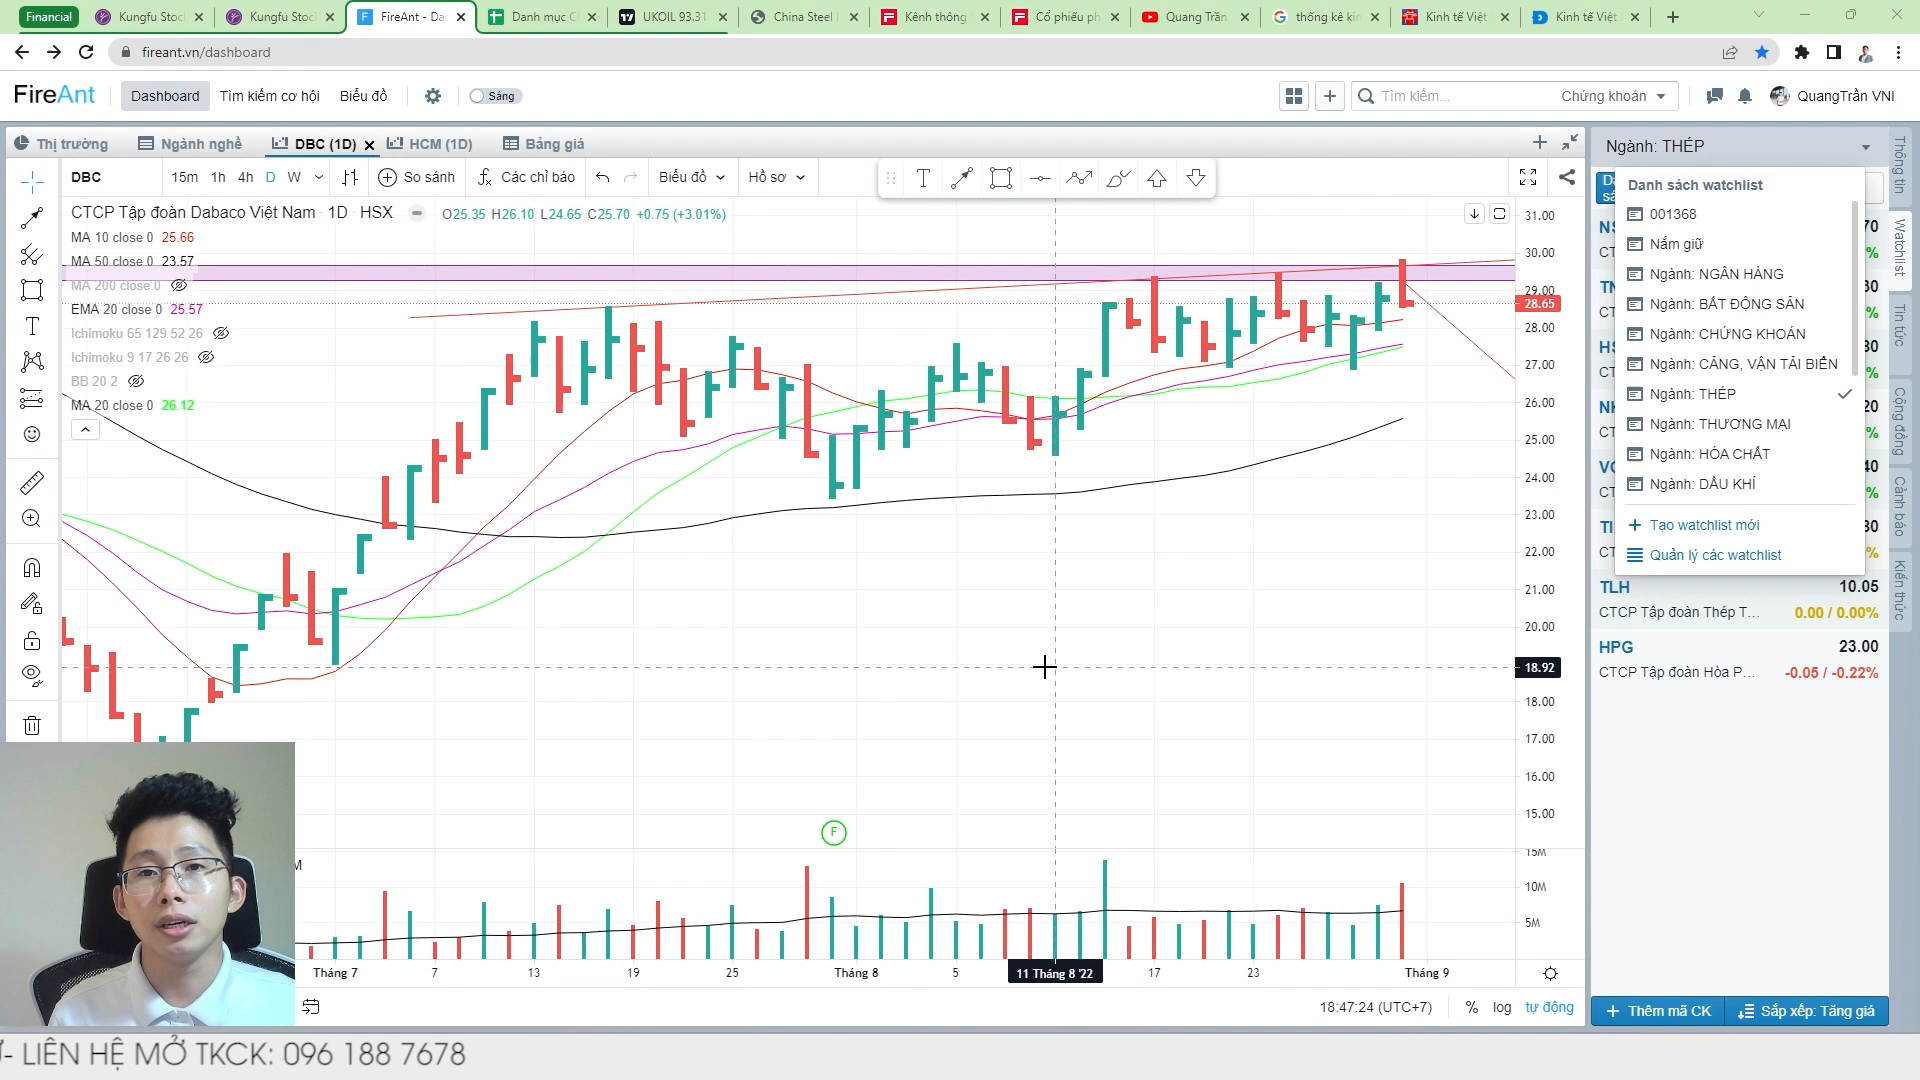 Financial
Kungfu Stoc
Kungfu Stock
FireAnt - Da
Danh mục C
UKOIL 93.31
China Steel
Kênh thông
Cổ phiếu ph
Quang Trần
thống kê kin
Kinh tế Việt
Kinh tế Việt
fireant.vn/dashboard
FireAnt
Dashboard
Tìm kiếm cơ hội
Biểu đồ
Sáng
Tìm kiếm...
Chứng khoán
QuangTrần VNI
Thị trường
Ngành nghề
DBC (1D)
HCM (1D)
Bảng giá
Ngành: THÉP
DBC
15m
1h
4h
D
W
So sánh
Các chỉ báo
Biểu đồ
Hồ sơ
CTCP Tập đoàn Dabaco Việt Nam · 1D · HSX
O25.35 H26.10 L24.65 C25.70 +0.75 (+3.01%)
MA 10 close 0 25.66
MA 50 close 0 23.57
MA 200 close 0
EMA 20 close 0 25.57
Ichimoku 65 129 52 26
Ichimoku 9 17 26 26
BB 20 2
MA 20 close 0 26.12
31.00
30.00
29.00
28.65
28.00
27.00
26.00
25.00
24.00
23.00
22.00
21.00
20.00
18.92
18.00
17.00
16.00
15.00
F
M
15M
10M
5M
Tháng 7
7
13
19
25
Tháng 8
5
11 Tháng 8 '22
17
23
Tháng 9
18:47:24 (UTC+7)
%
log
tự động
Danh sách watchlist
001368
Nắm giữ
Ngành: NGÂN HÀNG
Ngành: BẤT ĐỘNG SẢN
Ngành: CHỨNG KHOÁN
Ngành: CẢNG, VẬN TẢI BIỂN
Ngành: THÉP
Ngành: THƯƠNG MẠI
Ngành: HÓA CHẤT
Ngành: DẦU KHÍ
Tạo watchlist mới
Quản lý các watchlist
TLH
10.05
CTCP Tập đoàn Thép T...
0.00 / 0.00%
HPG
23.00
CTCP Tập đoàn Hòa P...
-0.05 / -0.22%
Thêm mã CK
Sắp xếp: Tăng giá
Thông tin
Watchlist
Tin tức
Cộng đồng
Cảnh báo
Kiến thức
- LIÊN HỆ MỞ TKCK: 096 188 7678